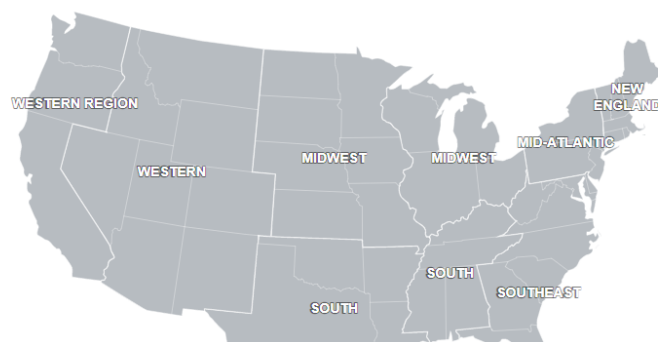 NEW
ENGLAND
WESTERN REGION
MID-ATLANTIC
MIDWEST
MIDWEST
WESTERN
SOUTH
SOUTHEAST
SOUTH